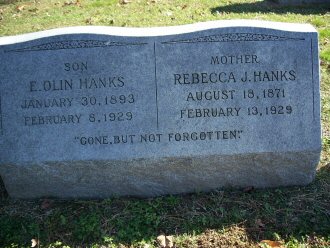 SON
E. OLIN HANKS
JANUARY 30, 1893
FEBRUARY 8, 1929
MOTHER
REBECCA J. HANKS
AUGUST 18, 1871
FEBRUARY 13, 1929
"GONE, BUT NOT FORGOTTEN."